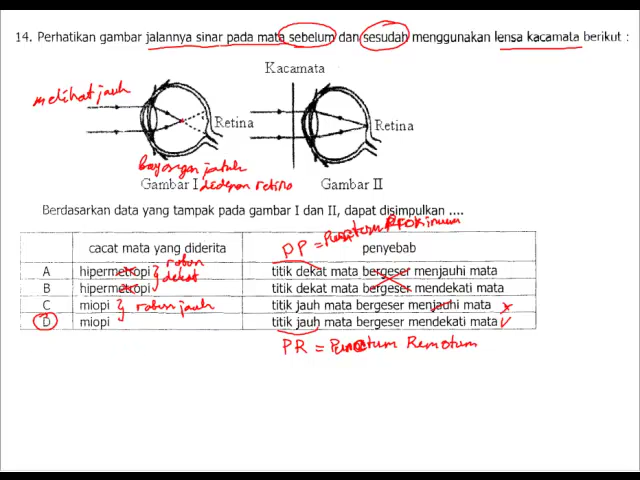 14. Perhatikan gambar jalannya sinar pada mata sebelum dan sesudah menggunakan lensa kacamata berikut :
Kacamata
melihat jauh
Retina
Retina
bayangan jatuh
didepan retina
Gambar I
Gambar II
Berdasarkan data yang tampak pada gambar I dan II, dapat disimpulkan ....
PP = Punctum Proksimum
cacat mata yang diderita penyebab
A hipermetropi titik dekat mata bergeser menjauhi mata
B hipermetropi titik dekat mata bergeser mendekati mata
rabun dekat
C miopi titik jauh mata bergeser menjauhi mata x
rabun jauh
D miopi titik jauh mata bergeser mendekati mata ✓
PR = Punctum Remotum